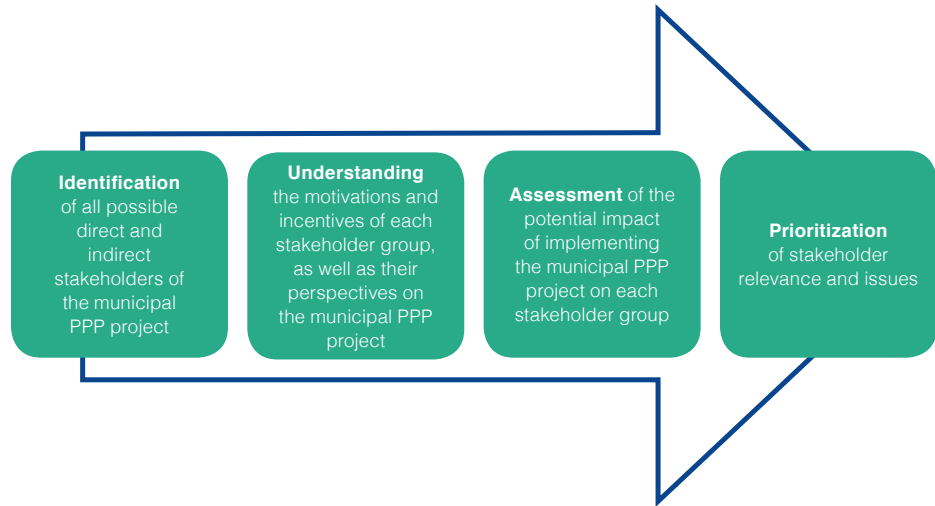 Identification
of all possible
direct and
indirect
stakeholders of
the municipal
PPP project
Understanding
the motivations and
incentives of each
stakeholder group,
as well as their
perspectives on
the municipal PPP
project
Assessment of the
potential impact
of implementing
the municipal PPP
project on each
stakeholder group
Prioritization
of stakeholder
relevance and issues